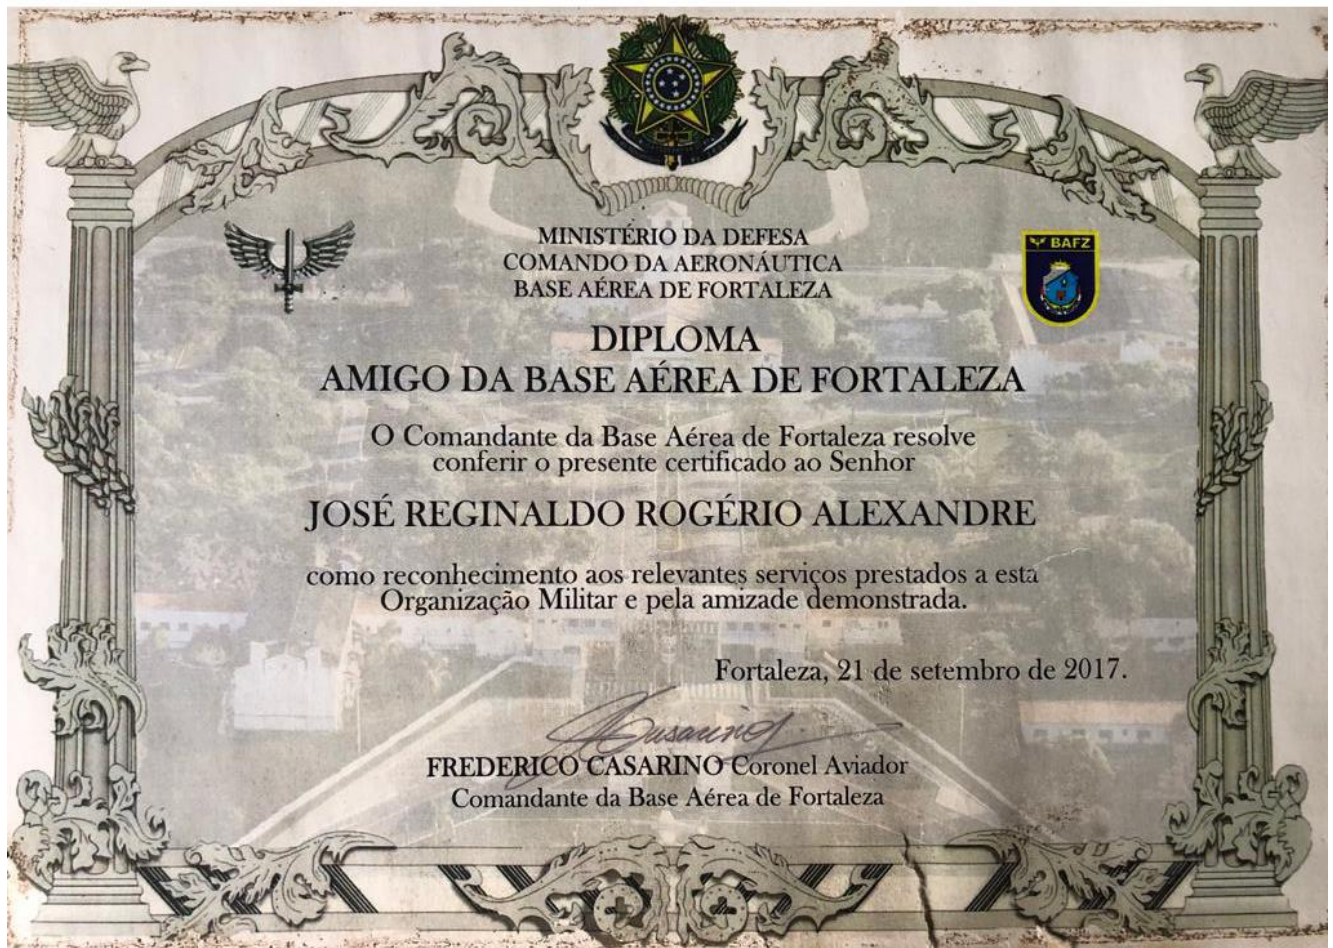 MINISTÉRIO DA DEFESA
COMANDO DA AERONÁUTICA
BASE AÉREA DE FORTALEZA
BAFZ
DIPLOMA
AMIGO DA BASE AÉREA DE FORTALEZA
O Comandante da Base Aérea de Fortaleza resolve
conferir o presente certificado ao Senhor
JOSÉ REGINALDO ROGÉRIO ALEXANDRE
como reconhecimento aos relevantes serviços prestados a esta
Organização Militar e pela amizade demonstrada.
Fortaleza, 21 de setembro de 2017.
FREDERICO CASARINO Coronel Aviador
Comandante da Base Aérea de Fortaleza